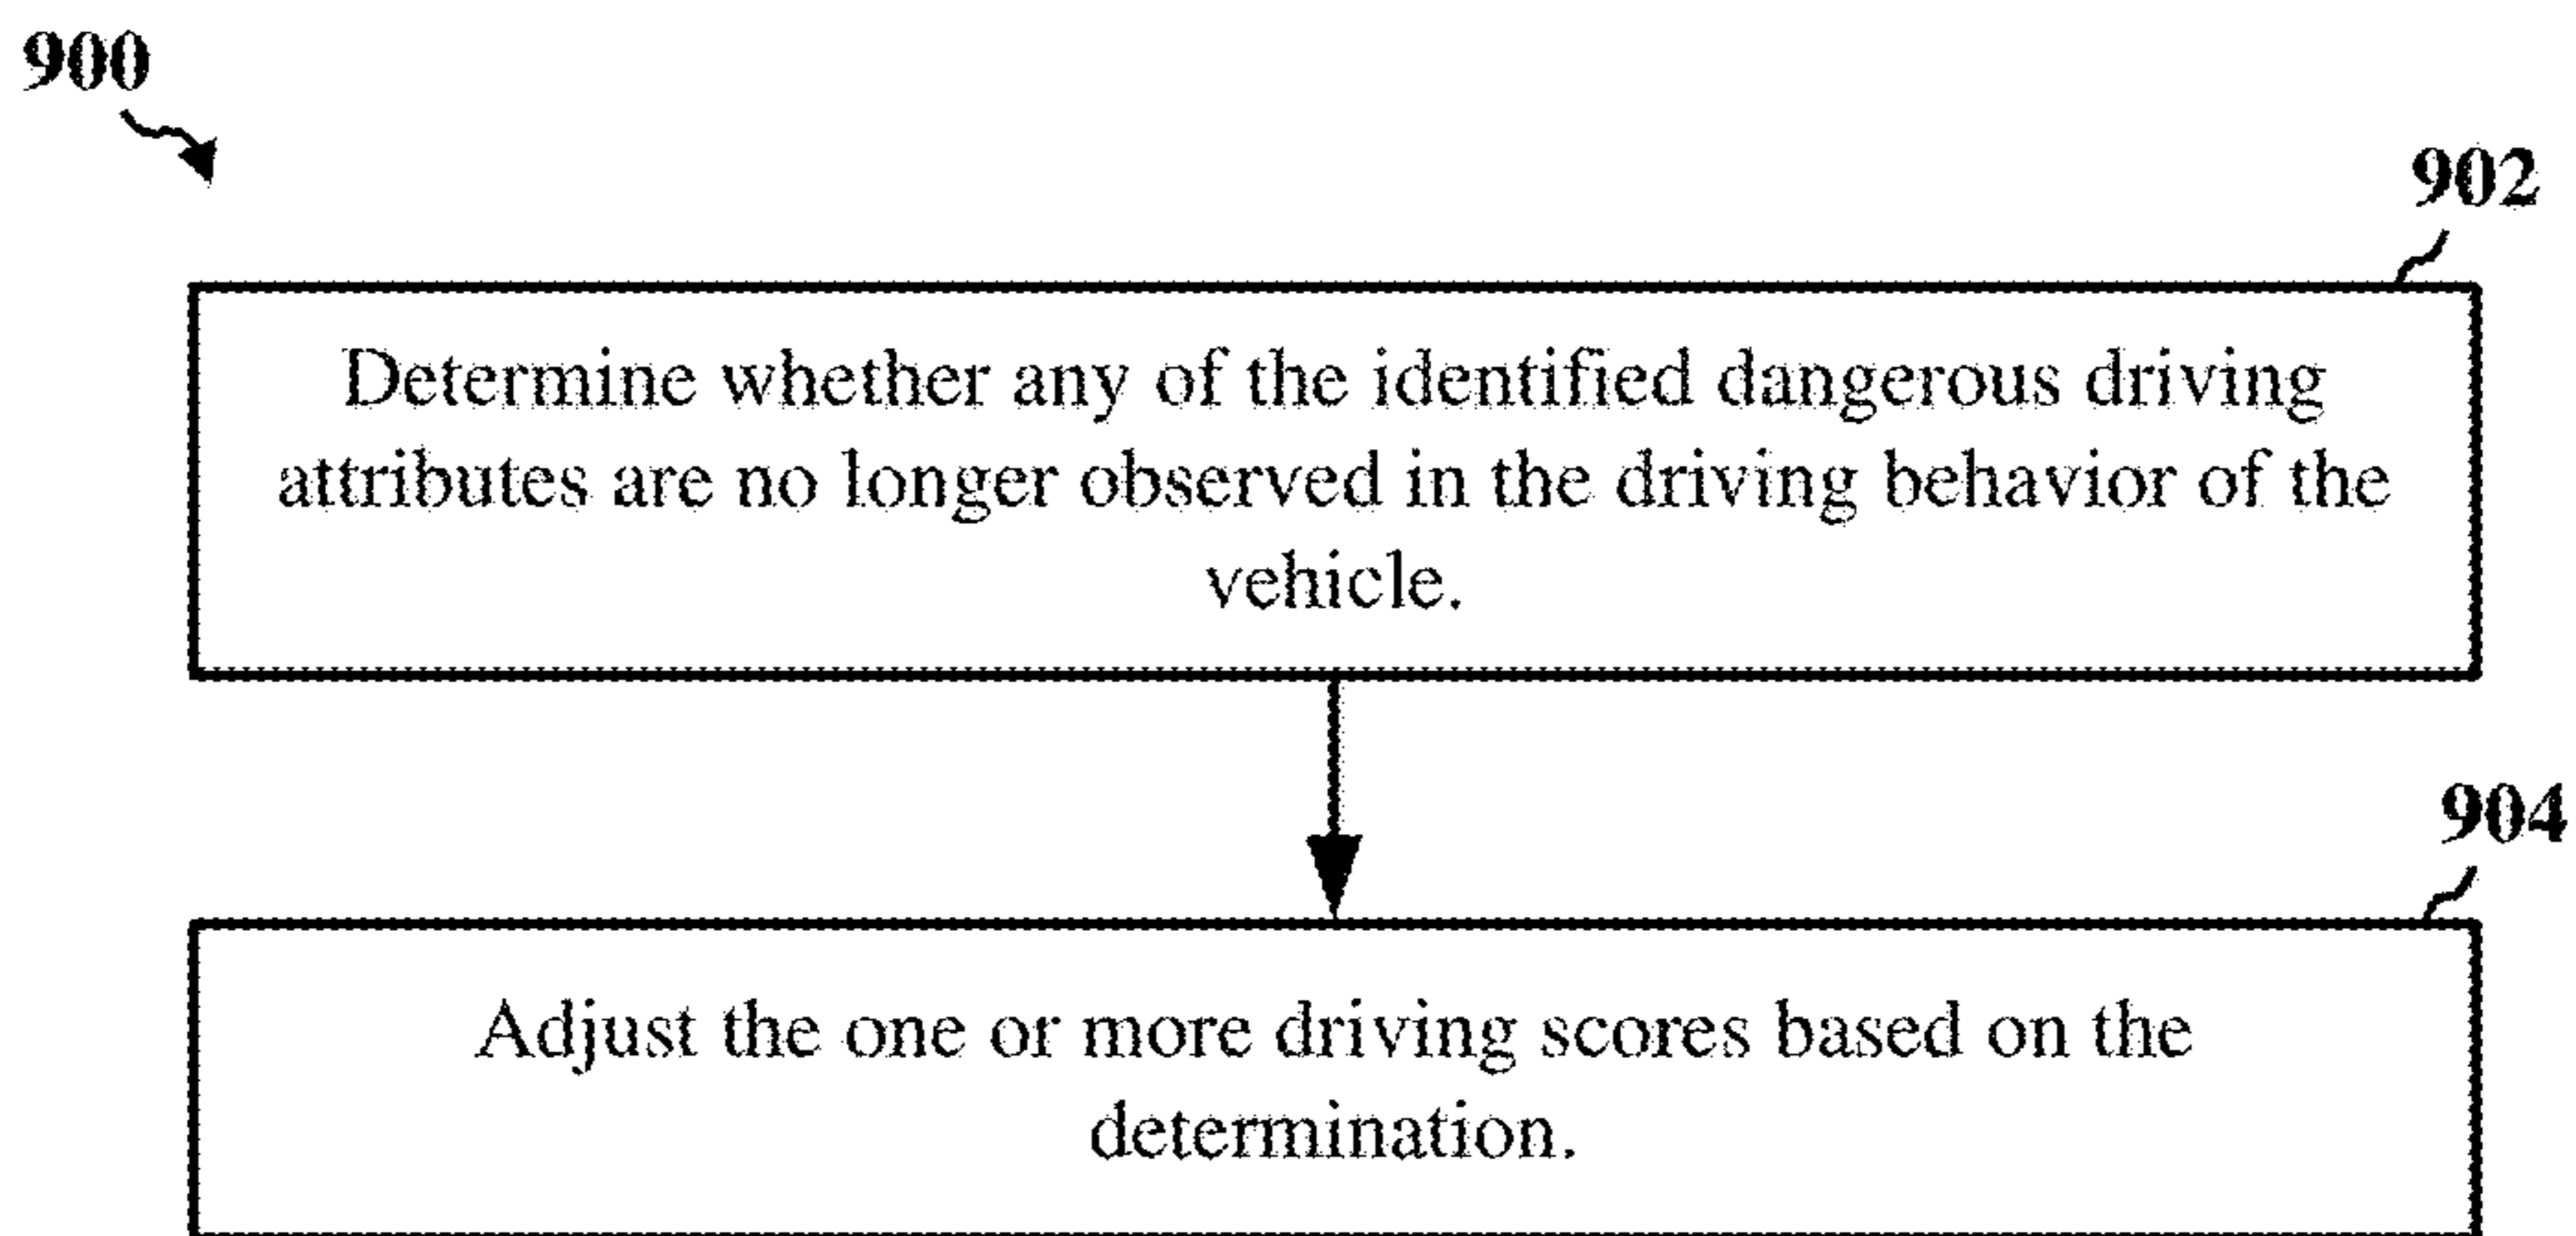 900
902
Determine whether any of the identified dangerous driving
attributes are no longer observed in the driving behavior of the
vehicle.
904
Adjust the one or more driving scores based on the
determination.